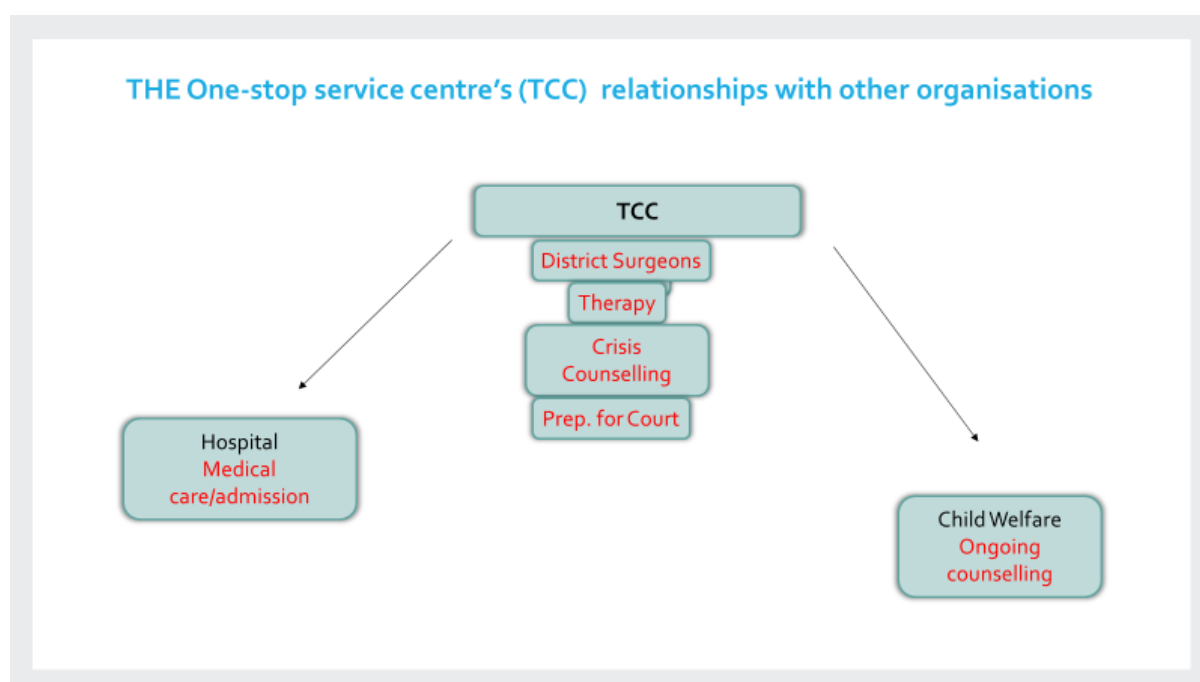 THE One-stop service centre's (TCC) relationships with other organisations
TCC
District Surgeons
Therapy
Crisis
Counselling
Prep. for Court
Hospital
Medical
care/admission
Child Welfare
Ongoing
counselling